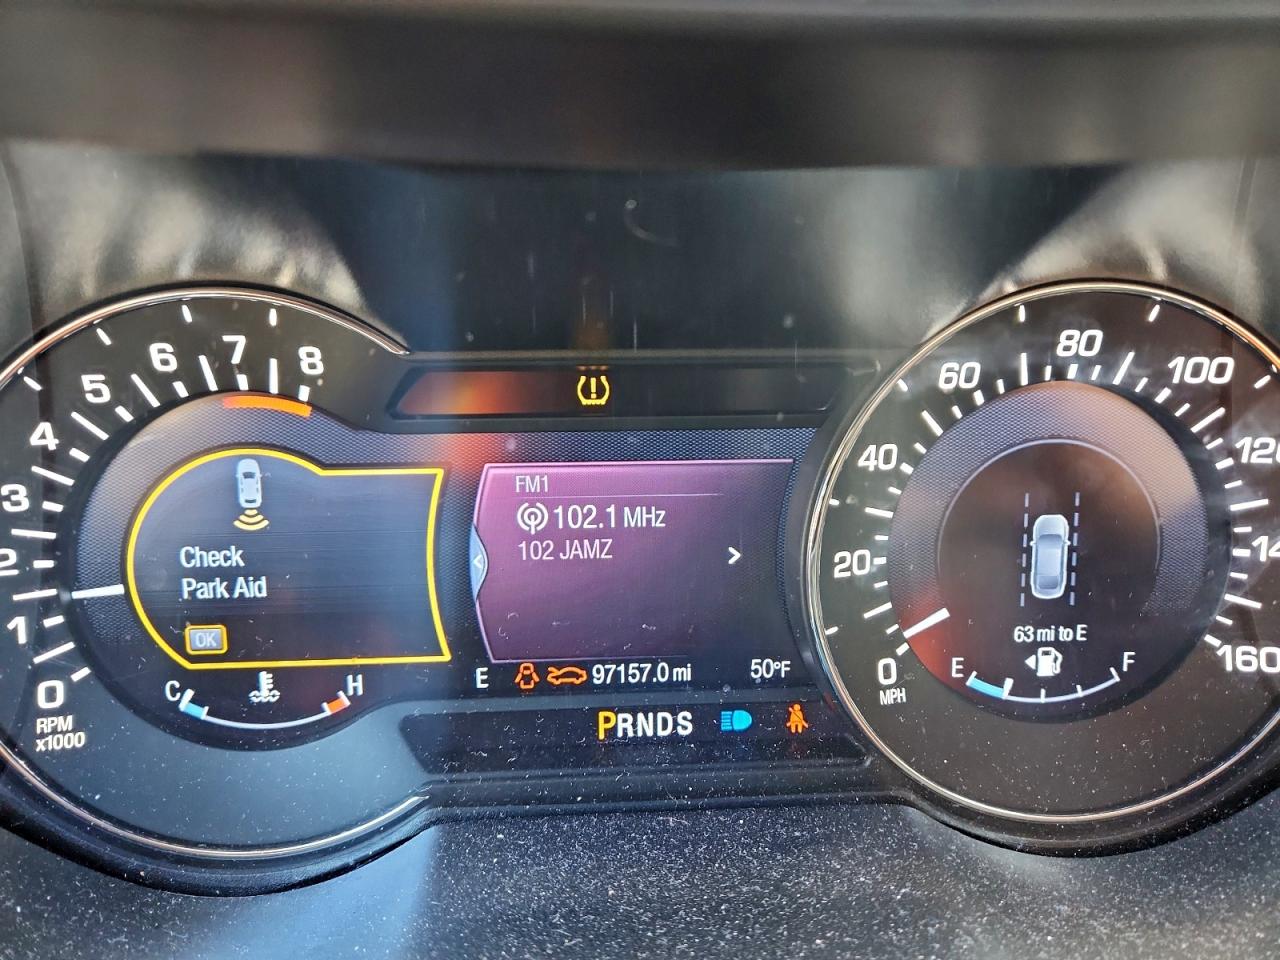 0
1
2
3
4
5
6
7
8
RPM
x1000
Check
Park Aid
OK
C
H
FM1
102.1 MHz
102 JAMZ
E
97157.0 mi
50°F
PRNDS
0
20
40
60
80
100
160
MPH
63 mi to E
E
F